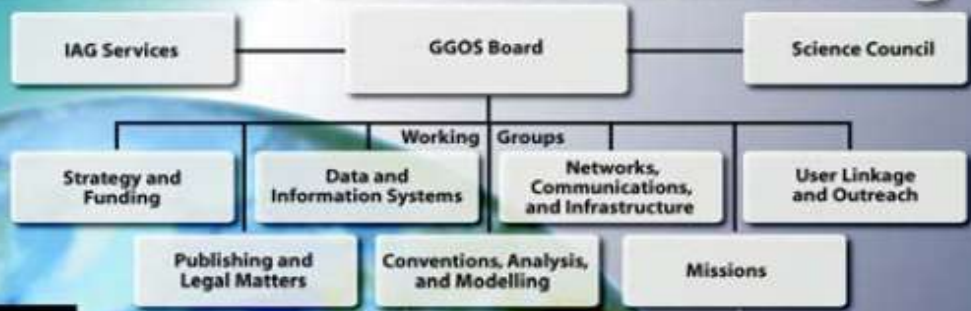 IAG Services
GGOS Board
Science Council
Working Groups
Strategy and
Funding
Data and
Information Systems
Networks,
Communications,
and Infrastructure
User Linkage
and Outreach
Publishing and
Legal Matters
Conventions, Analysis,
and Modelling
Missions